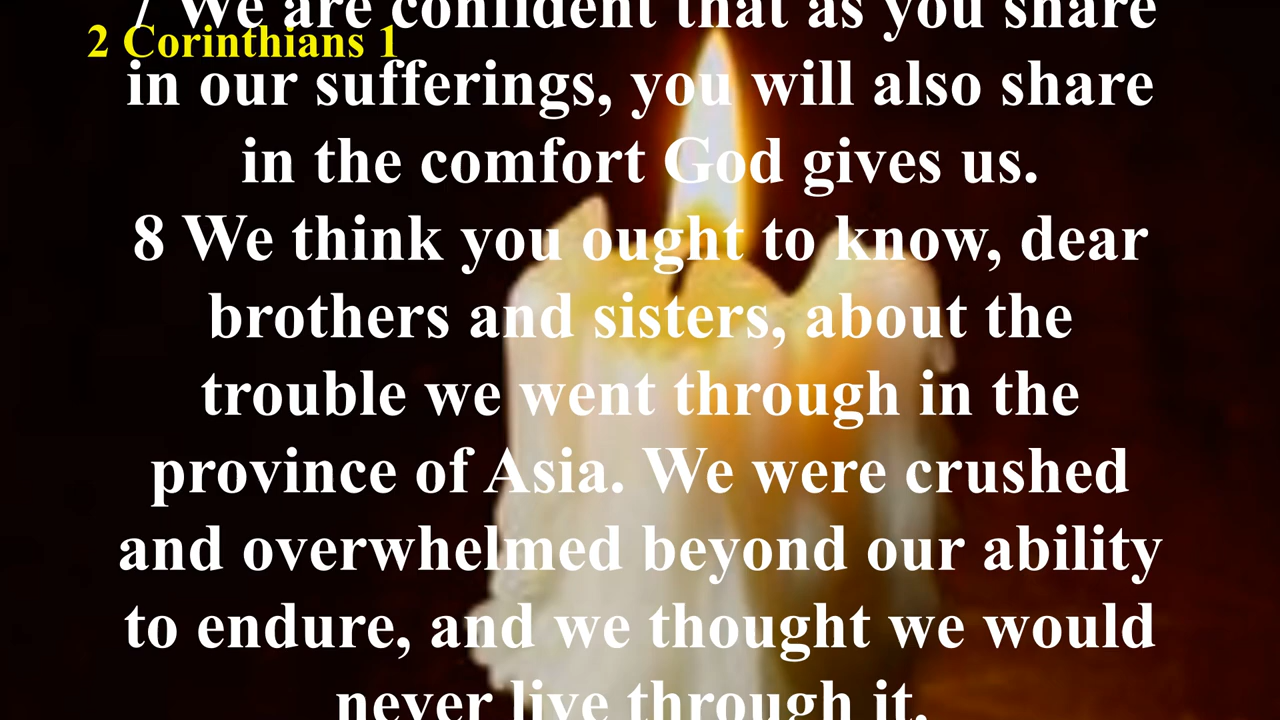 7 We are confident that as you share
2 Corinthians 1
in our sufferings, you will also share
in the comfort God gives us.
8 We think you ought to know, dear
brothers and sisters, about the
trouble we went through in the
province of Asia. We were crushed
and overwhelmed beyond our ability
to endure, and we thought we would
never live through it.